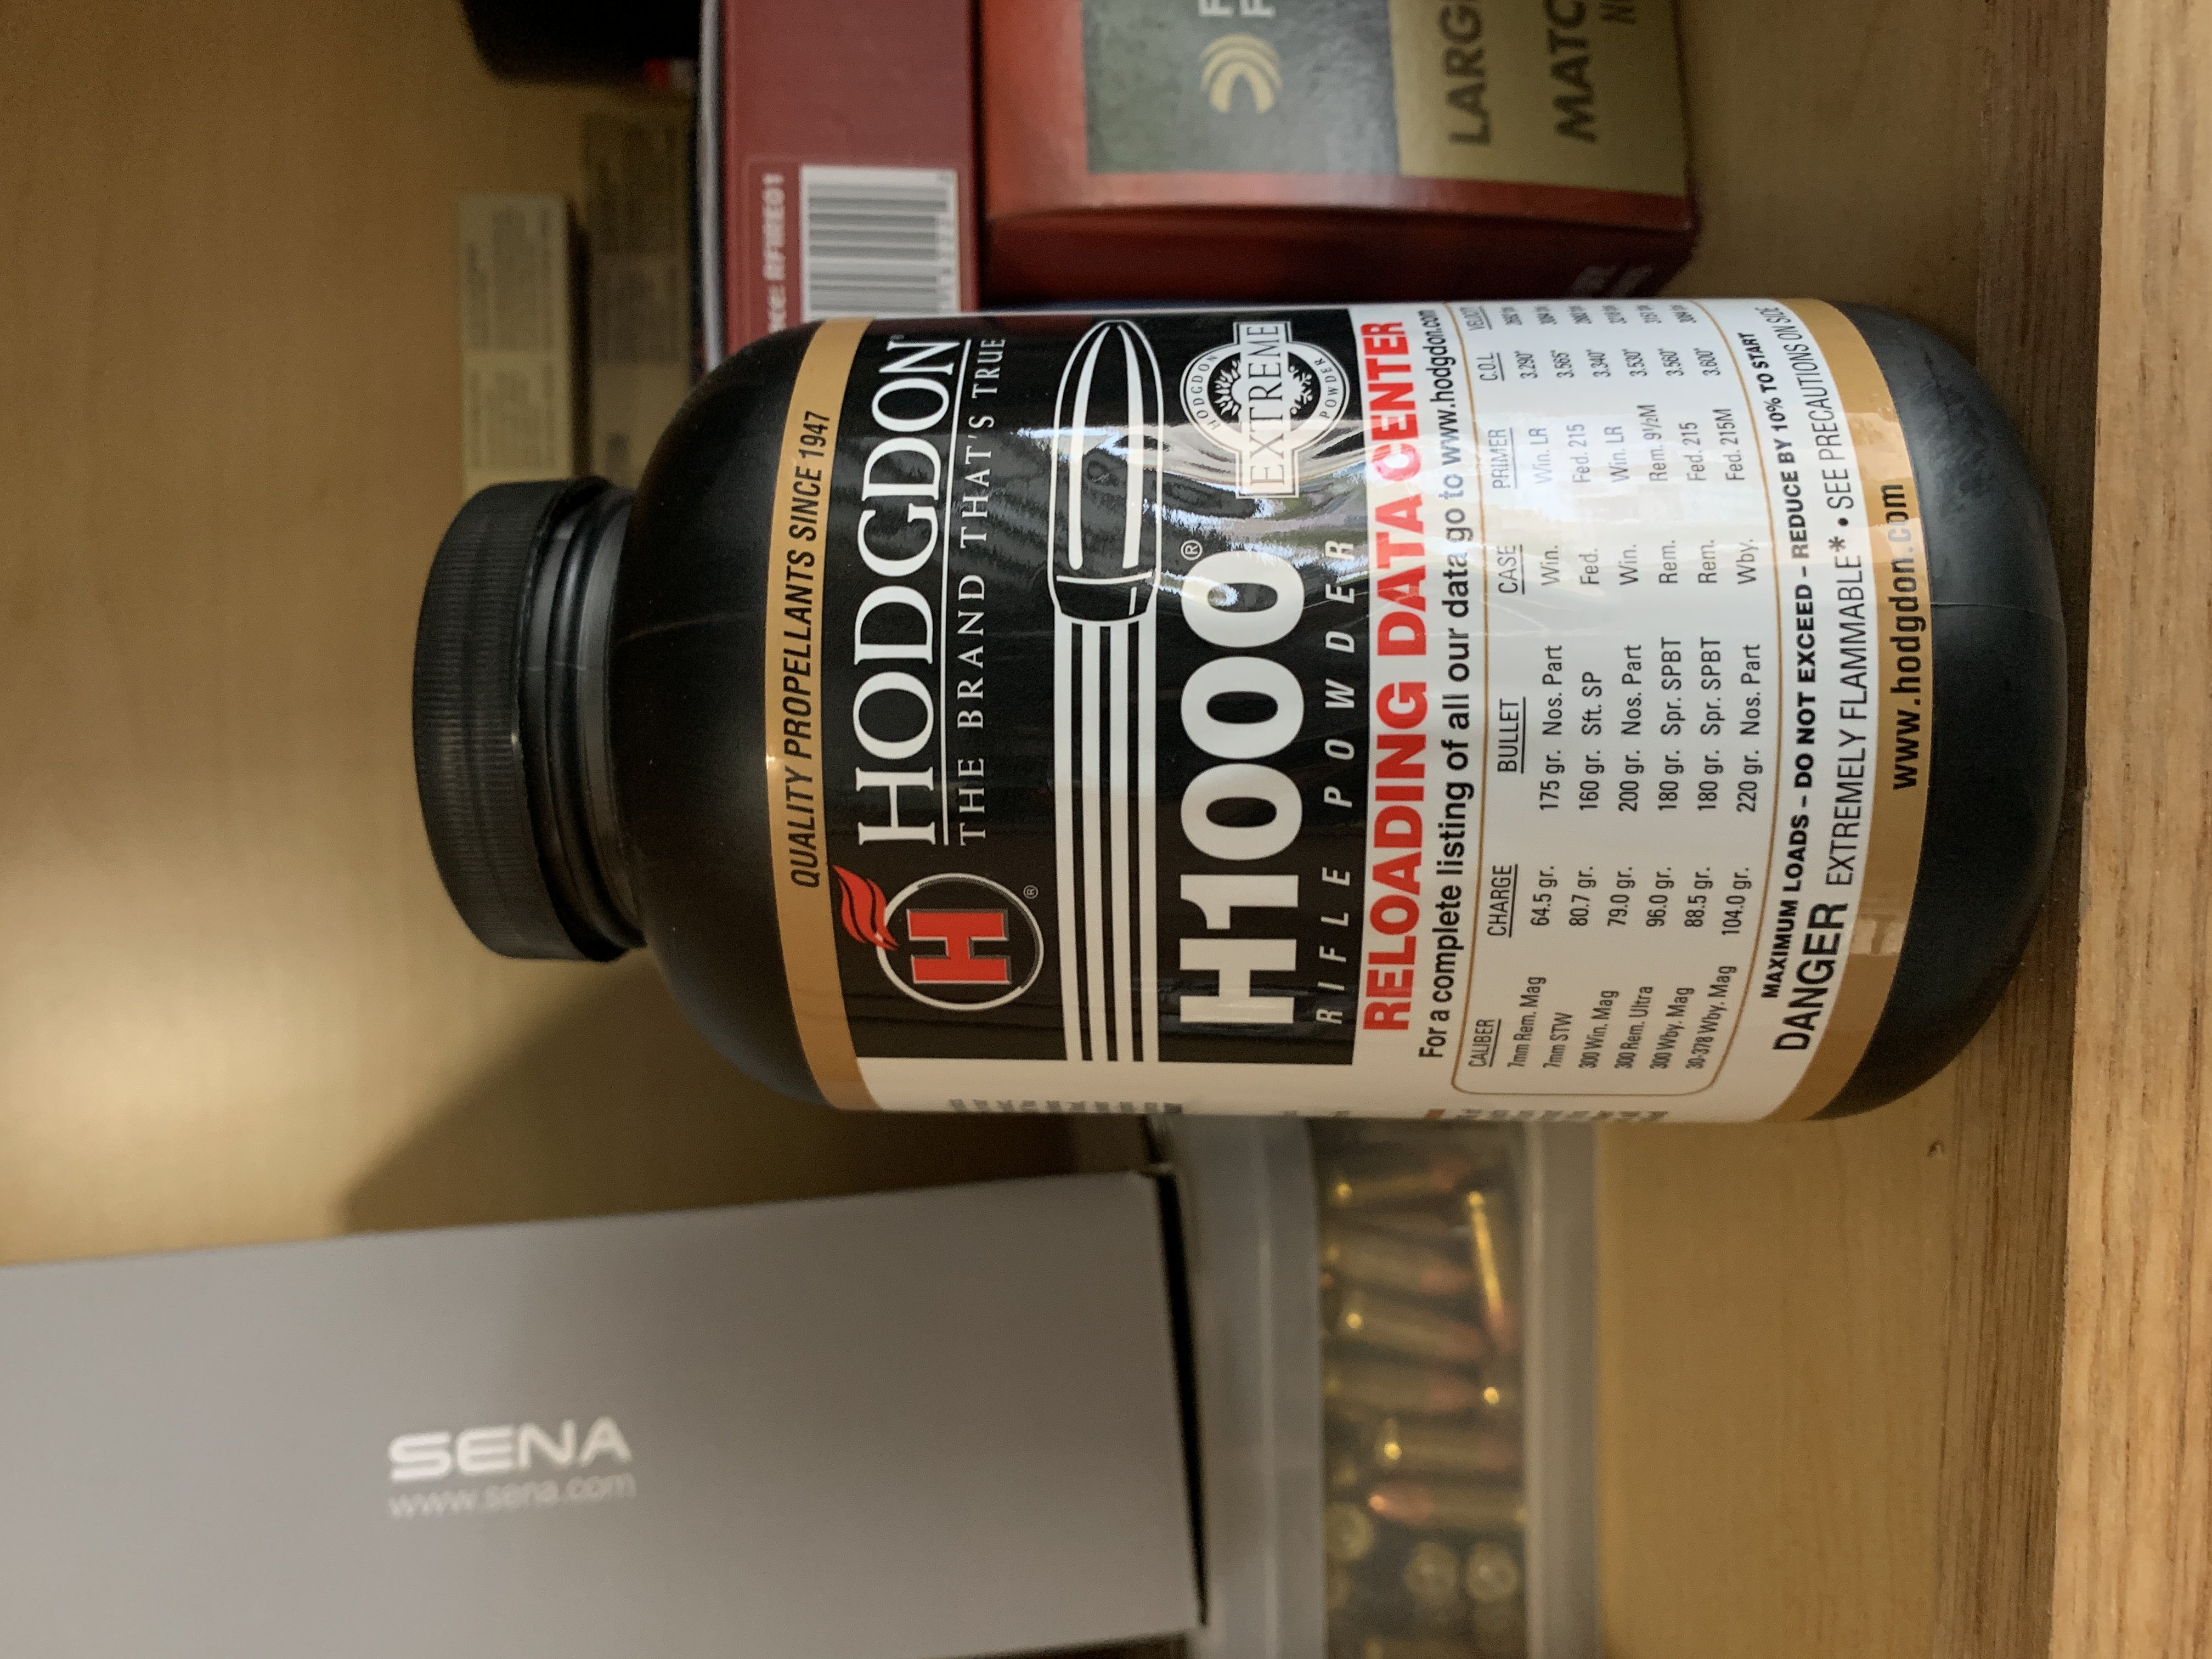 QUALITY PROPELLANTS SINCE 1947
H ®
HODGDON®
THE BRAND THAT'S TRUE
H1000®
RIFLE POWDER
HODGDON
EXTREME
POWDER
RELOADING DATA CENTER
For a complete listing of all our data go to www.hodgdon.com
CALIBER CHARGE BULLET CASE PRIMER C.O.L. VELOCITY
7mm Rem. Mag 64.5 gr. 175 gr. Nos. Part Win. Win. LR 3.290"
7mm STW 80.7 gr. 160 gr. Sft. SP Fed. Fed. 215 3.565"
300 Win. Mag 79.0 gr. 200 gr. Nos. Part Win. Win. LR 3.340"
300 Rem. Ultra 96.0 gr. 180 gr. Spr. SPBT Rem. Rem. 9½M 3.530"
300 Wby. Mag 88.5 gr. 180 gr. Spr. SPBT Rem. Fed. 215 3.560"
30-378 Wby. Mag 104.0 gr. 220 gr. Nos. Part Wby. Fed. 215M 3.600"
MAXIMUM LOADS - DO NOT EXCEED - REDUCE BY 10% TO START
DANGER EXTREMELY FLAMMABLE* • SEE PRECAUTIONS ON SIDE
www.hodgdon.com
SENA
www.sena.com